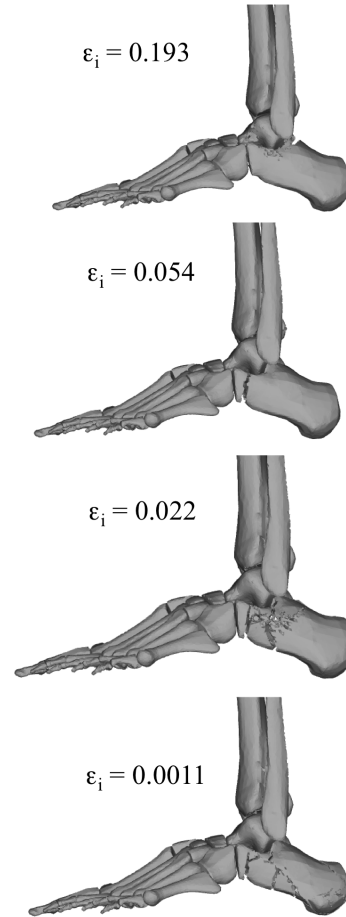 εᵢ = 0.193
εᵢ = 0.054
εᵢ = 0.022
εᵢ = 0.0011